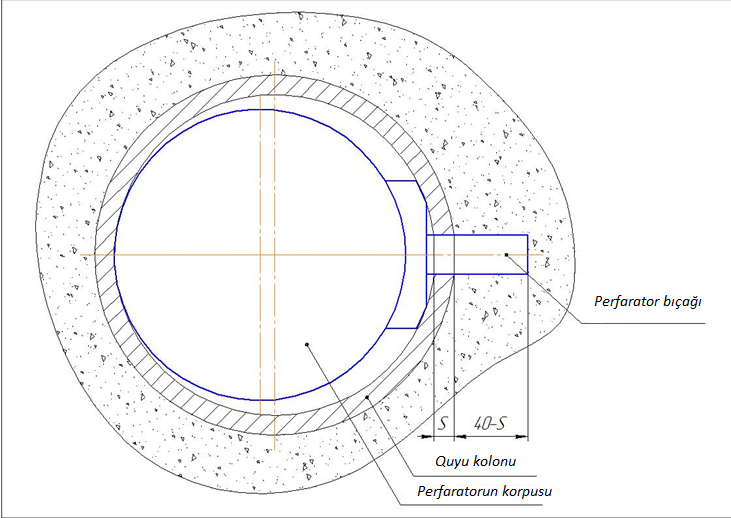 Perfarator bıçağı
S
40-S
Quyu kolonu
Perfaratorun korpusu